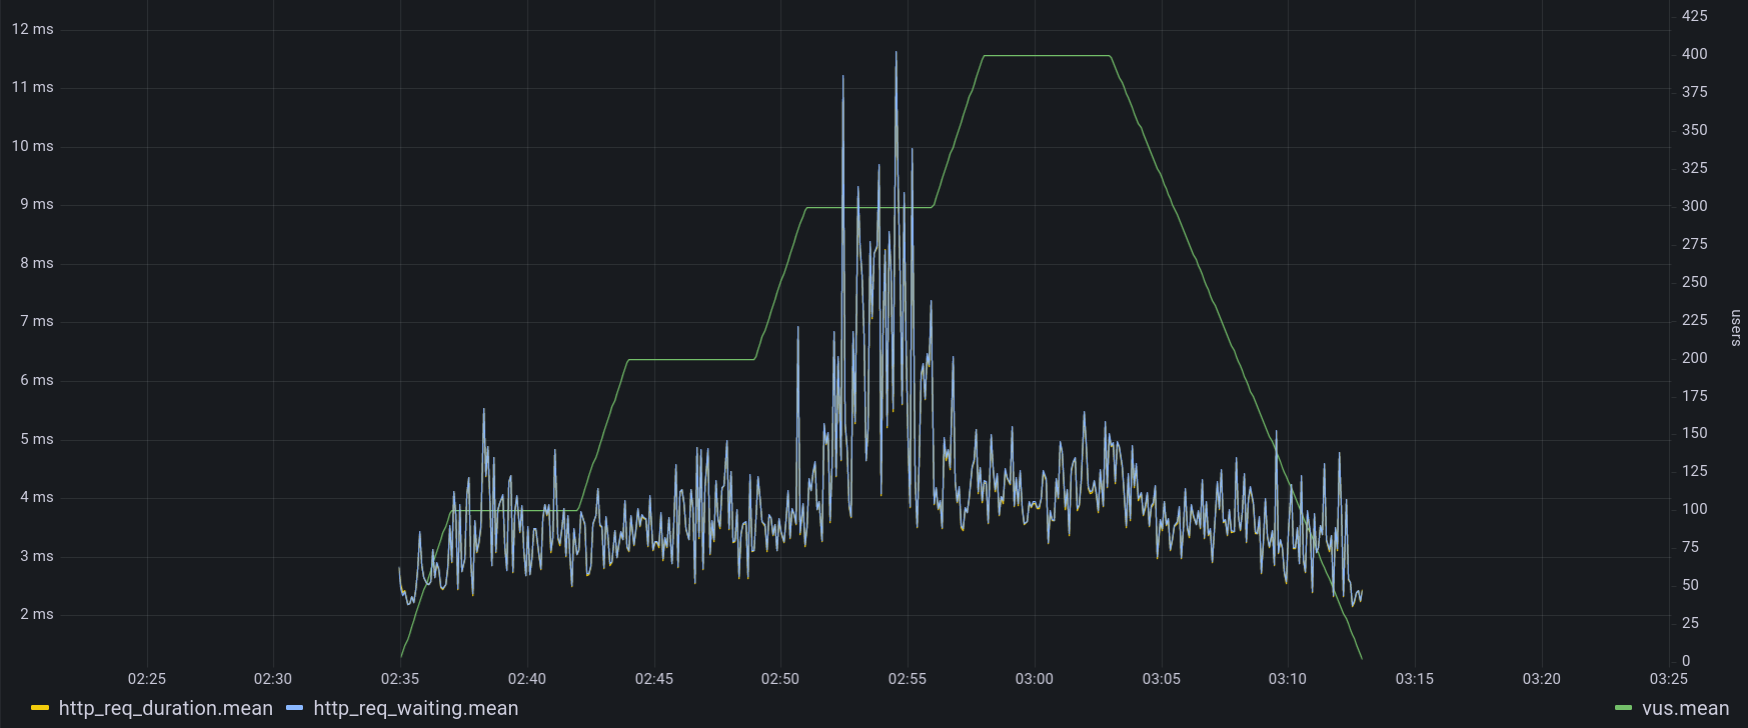 12 ms
11 ms
10 ms
9 ms
8 ms
7 ms
6 ms
5 ms
4 ms
3 ms
2 ms
425
400
375
350
325
300
275
250
225
200
175
150
125
100
75
50
25
0
users
02:25 02:30 02:35 02:40 02:45 02:50 02:55 03:00 03:05 03:10 03:15 03:20 03:25
http_req_duration.mean http_req_waiting.mean vus.mean